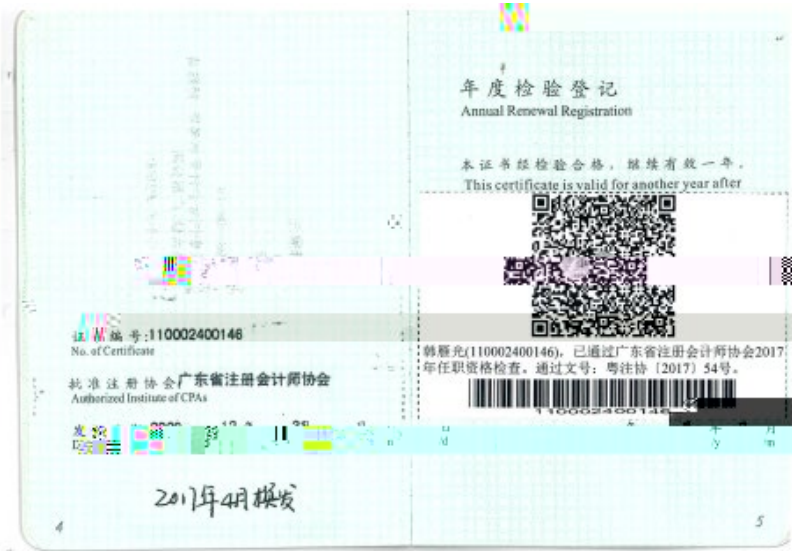 证书编号:110002400146
No. of Certificate
批准注册协会广东省注册会计师协会
Authorized Institute of CPAs
2017年4月换发
4
年度检验登记
Annual Renewal Registration
本证书经检验合格，继续有效一年。
This certificate is valid for another year after
韩雁光(110002400146)，已通过广东省注册会计师协会2017
年任职资格检查。通过文号：粤注协〔2017〕54号。
110002400146
年 月
/y m
5